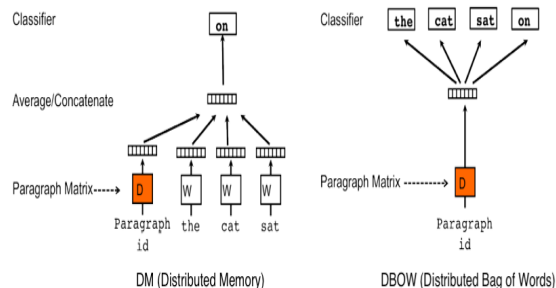 Classifier
on
Average/Concatenate
Paragraph Matrix
D
W
W
W
Paragraph
id
the
cat
sat
DM (Distributed Memory)
Classifier
the
cat
sat
on
Paragraph Matrix
D
Paragraph
id
DBOW (Distributed Bag of Words)